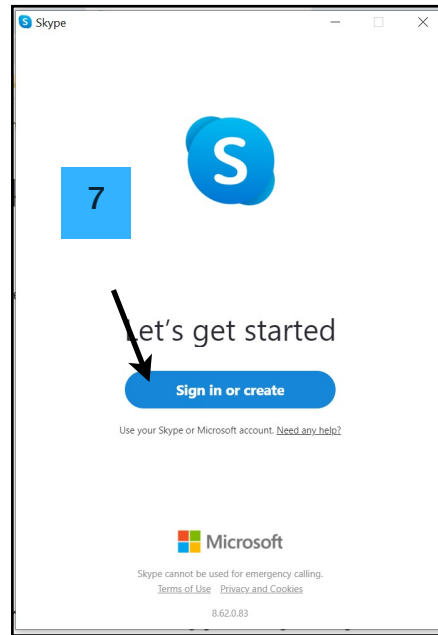 Skype
S
7
Let's get started
Sign in or create
Use your Skype or Microsoft account. Need any help?
Microsoft
Skype cannot be used for emergency calling.
Terms of Use Privacy and Cookies
8.62.0.83